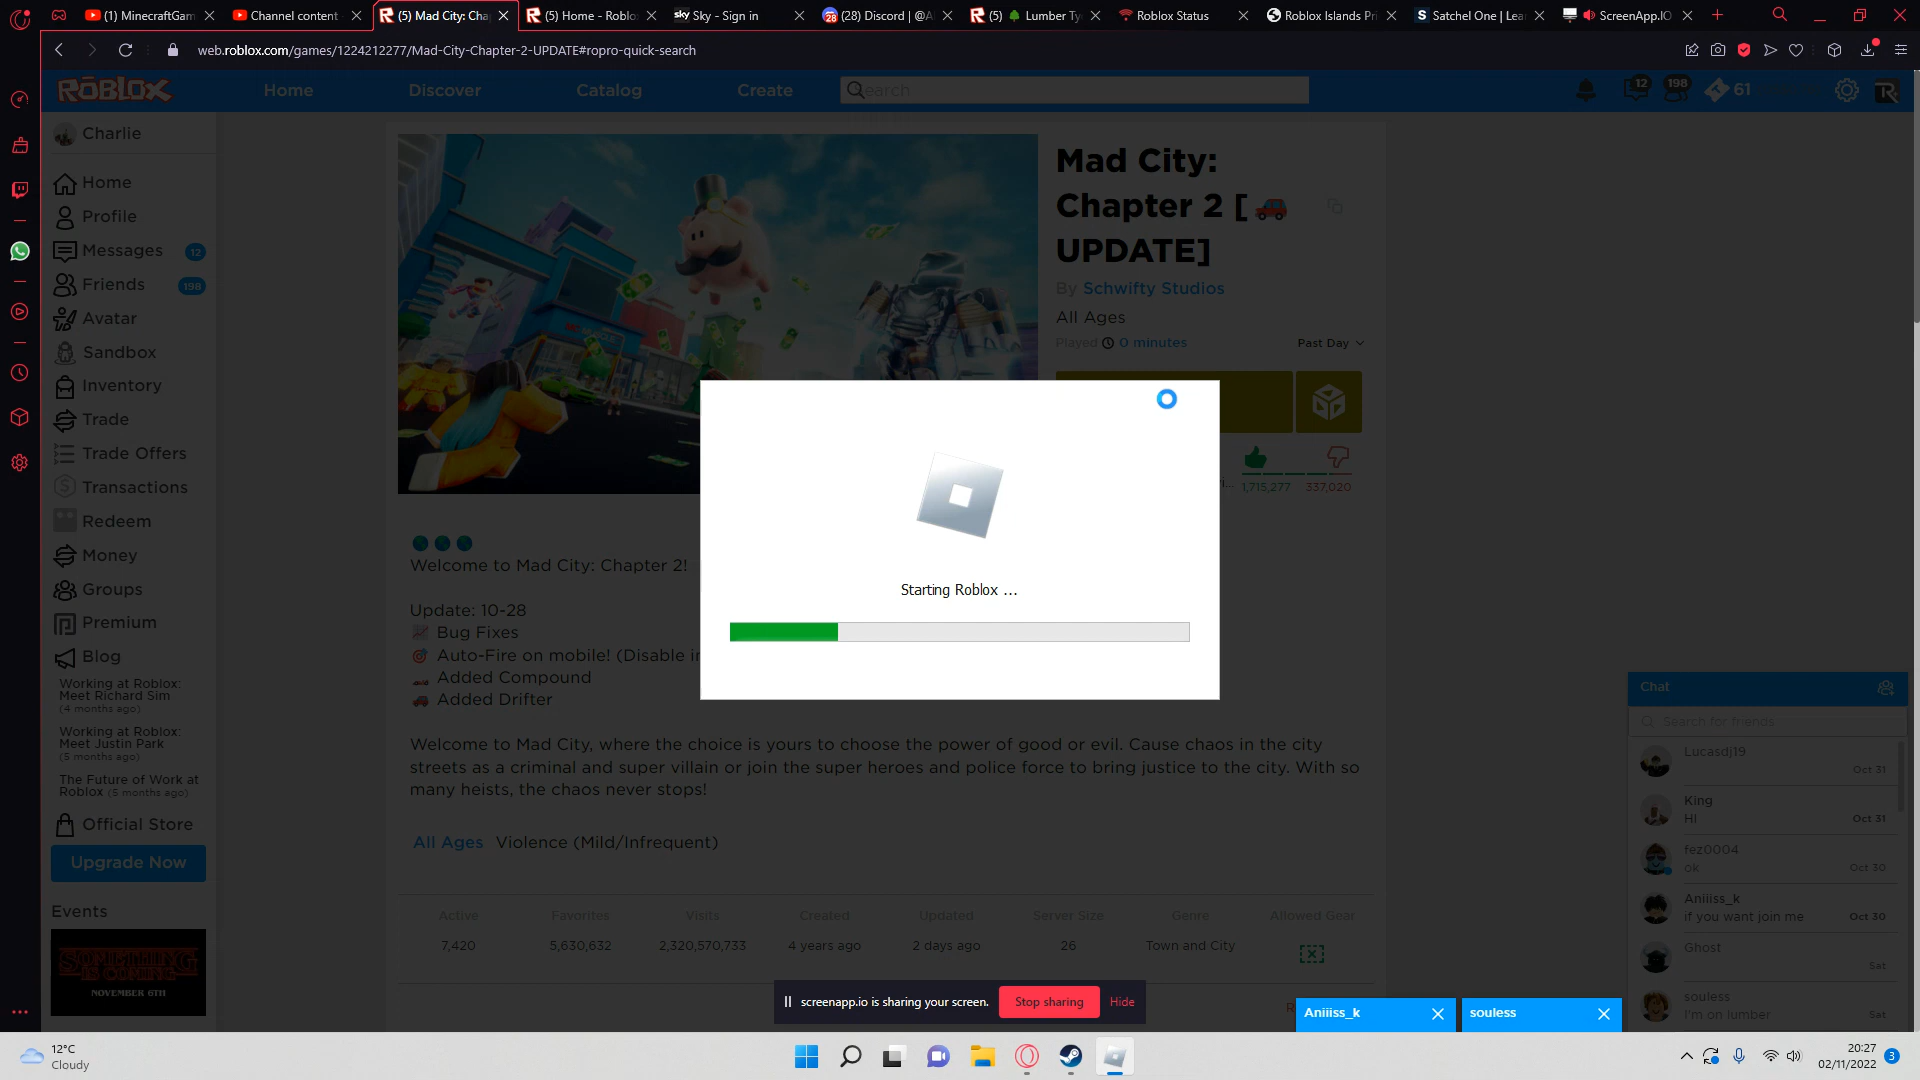 (1) MinecraftGam
Channel content
(5) Mad City: Cha
(5) Home - Roblo
sky Sky - Sign in
(28) Discord | @A
(5) 🌲 Lumber Ty
Roblox Status
Roblox Islands Pri
Satchel One | Lea
ScreenApp.IO
web.roblox.com/games/1224212277/Mad-City-Chapter-2-UPDATE#ropro-quick-search
ROBLOX
Home
Discover
Catalog
Create
Search
12
198
61
Charlie
Home
Profile
Messages 12
Friends 198
Avatar
Sandbox
Inventory
Trade
Trade Offers
Transactions
Redeem
Money
Groups
Premium
Blog
Working at Roblox:
Meet Richard Sim
(4 months ago)
Working at Roblox:
Meet Justin Park
(5 months ago)
The Future of Work at
Roblox (5 months ago)
Official Store
Upgrade Now
Events
SOMETHING
IS COMING
NOVEMBER 6TH
Mad City:
Chapter 2 [🚗
UPDATE]
By Schwifty Studios
All Ages
Played 0 minutes
Past Day
1,715,277
337,020
Starting Roblox ...
Welcome to Mad City: Chapter 2!
Update: 10-28
📈 Bug Fixes
🎯 Auto-Fire on mobile! (Disable in
🏎️ Added Compound
🚗 Added Drifter
Welcome to Mad City, where the choice is yours to choose the power of good or evil. Cause chaos in the city
streets as a criminal and super villain or join the super heroes and police force to bring justice to the city. With so
many heists, the chaos never stops!
All Ages Violence (Mild/Infrequent)
Active Favorites Visits Created Updated Server Size Genre Allowed Gear
7,420 5,630,632 2,320,570,733 4 years ago 2 days ago 26 Town and City
screenapp.io is sharing your screen.
Stop sharing
Hide
Chat
Search for friends
Lucasdj19
Oct 31
King
HI Oct 31
fez0004
ok Oct 30
Aniiiss_k
if you want join me Oct 30
Ghost
Sat
souless
I'm on lumber Sat
Aniiiss_k
souless
12°C
Cloudy
20:27
02/11/2022
3